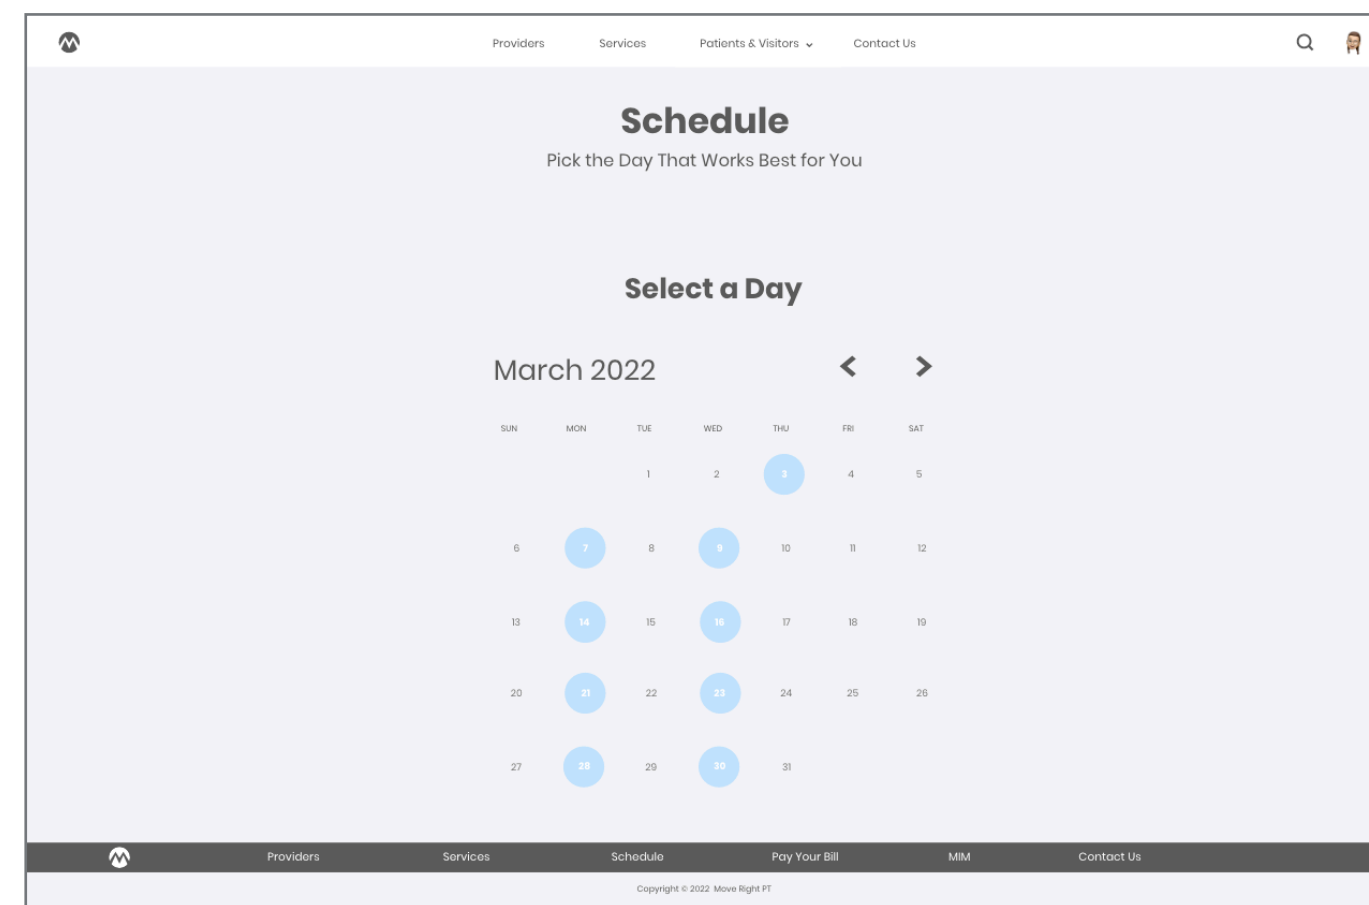 Providers Services Patients & Visitors Contact Us
Schedule
Pick the Day That Works Best for You
Select a Day
March 2022
SUN MON TUE WED THU FRI SAT
1 2 3 4 5
6 7 8 9 10 11 12
13 14 15 16 17 18 19
20 21 22 23 24 25 26
27 28 29 30 31
Providers Services Schedule Pay Your Bill MIM Contact Us
Copyright © 2022 Move Right PT